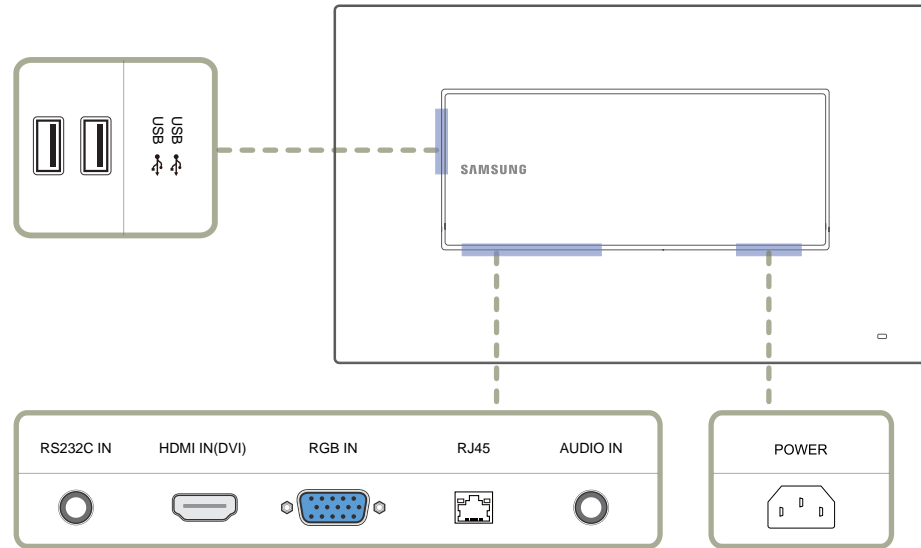 USB
USB
SAMSUNG
RS232C IN
HDMI IN(DVI)
RGB IN
RJ45
AUDIO IN
POWER